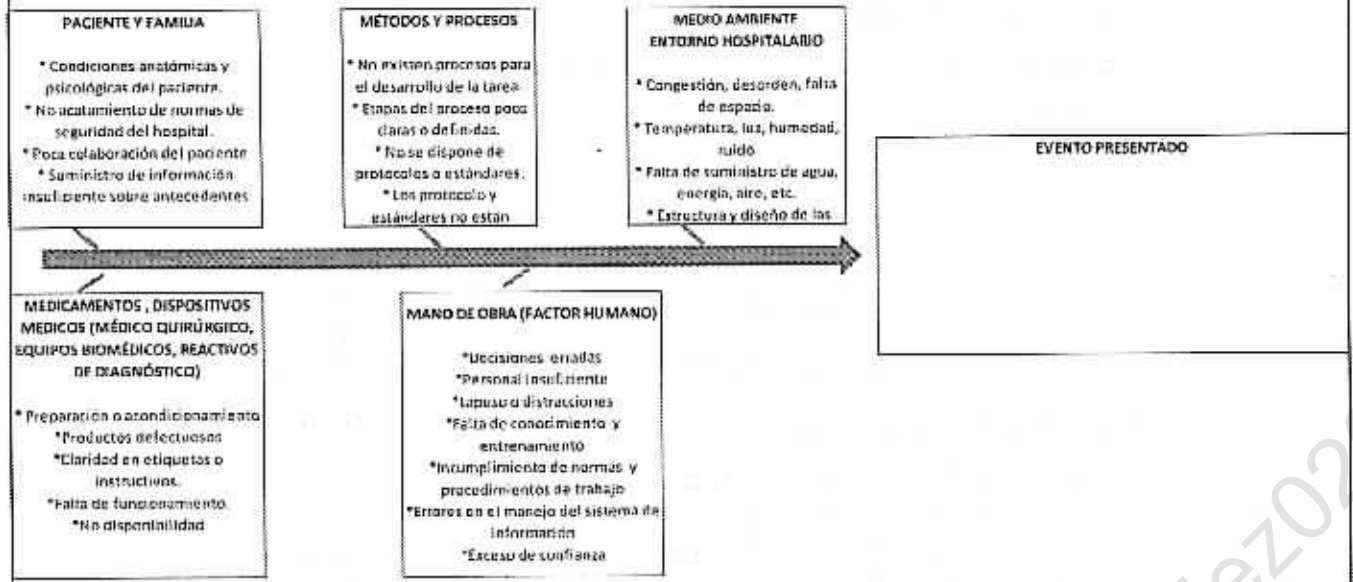 PACIENTE Y FAMILIA
* Condiciones anatómicas y
psicológicas del paciente.
* No acatamiento de normas de
seguridad del hospital.
* Poca colaboración del paciente
* Suministro de información
insuficiente sobre antecedentes
MÉTODOS Y PROCESOS
* No existen procesos para
el desarrollo de la tarea
* Etapas del proceso poco
claras o definidas.
* No se dispone de
protocolos o estándares.
* Los protocolo y
estándares no están
MEDIO AMBIENTE
ENTORNO HOSPITALARIO
* Congestión, desorden, falta
de espacio.
* Temperatura, luz, humedad,
ruido
* Falta de suministro de agua,
energía, aire, etc.
* Estructura y diseño de las
EVENTO PRESENTADO
MEDICAMENTOS , DISPOSITIVOS
MEDICOS (MÉDICO QUIRÚRGICO,
EQUIPOS BIOMÉDICOS, REACTIVOS
DE DIAGNÓSTICO)
* Preparación o acondicionamiento
*Productos defectuosos
*Claridad en etiquetas o
instructivos.
*Falta de funcionamiento
*No disponibilidad
MANO DE OBRA (FACTOR HUMANO)
*Decisiones erradas
*Personal insuficiente
*Lapsus o distracciones
*Falta de conocimiento y
entrenamiento
*Incumplimiento de normas y
procedimientos de trabajo
*Errores en el manejo del sistema de
información
*Exceso de confianza